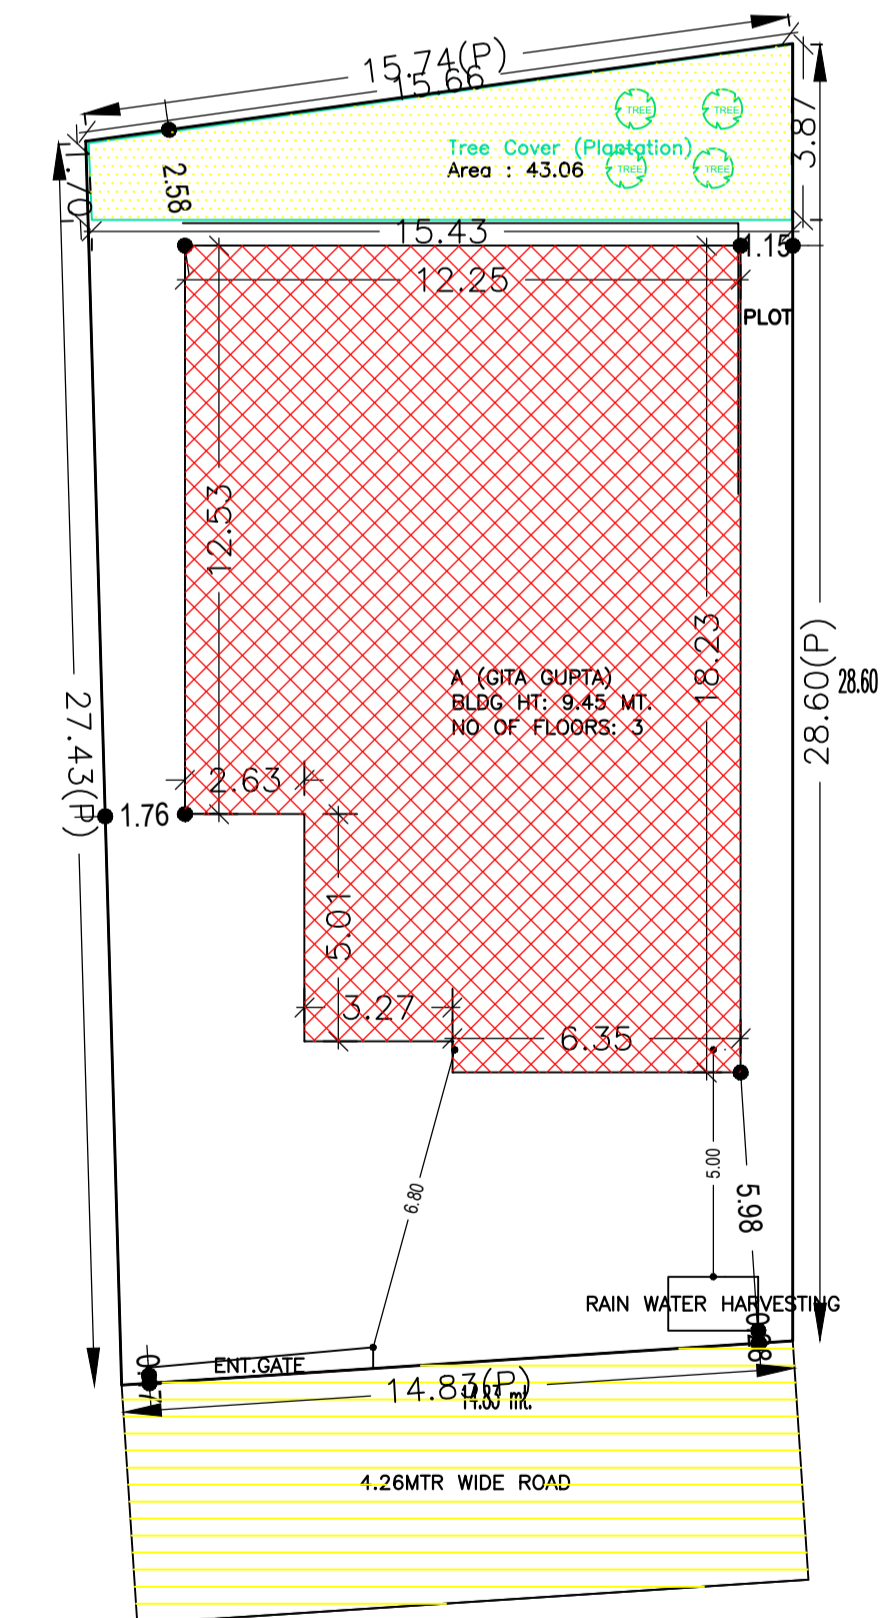 15.74(P)
15.66
TREE
TREE
Tree Cover (Plantation)
Area : 43.06
TREE
TREE
3.87
1.70
2.58
15.43
1.15
12.25
PLOT
12.53
18.23
A (GITA GUPTA)
BLDG HT: 9.45 MT.
NO OF FLOORS: 3
28.60(P)
28.60
27.43(P)
2.63
1.76
5.01
3.27
6.35
6.80
5.00
5.98
RAIN WATER HARVESTING
ENT.GATE
14.83(P)
14.83 mt.
4.26MTR WIDE ROAD